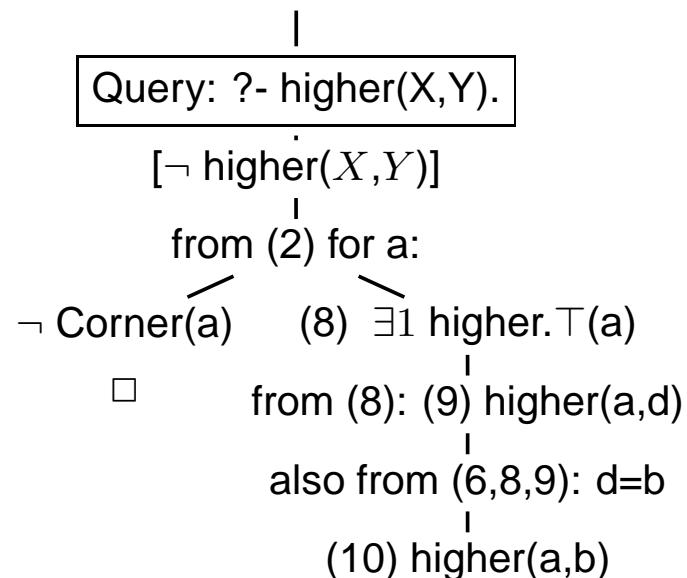 Query: ?- higher(X,Y).
[¬ higher(X,Y)]
from (2) for a:
¬ Corner(a) (8) ∃1 higher.⊤(a)
□ from (8): (9) higher(a,d)
also from (6,8,9): d=b
(10) higher(a,b)